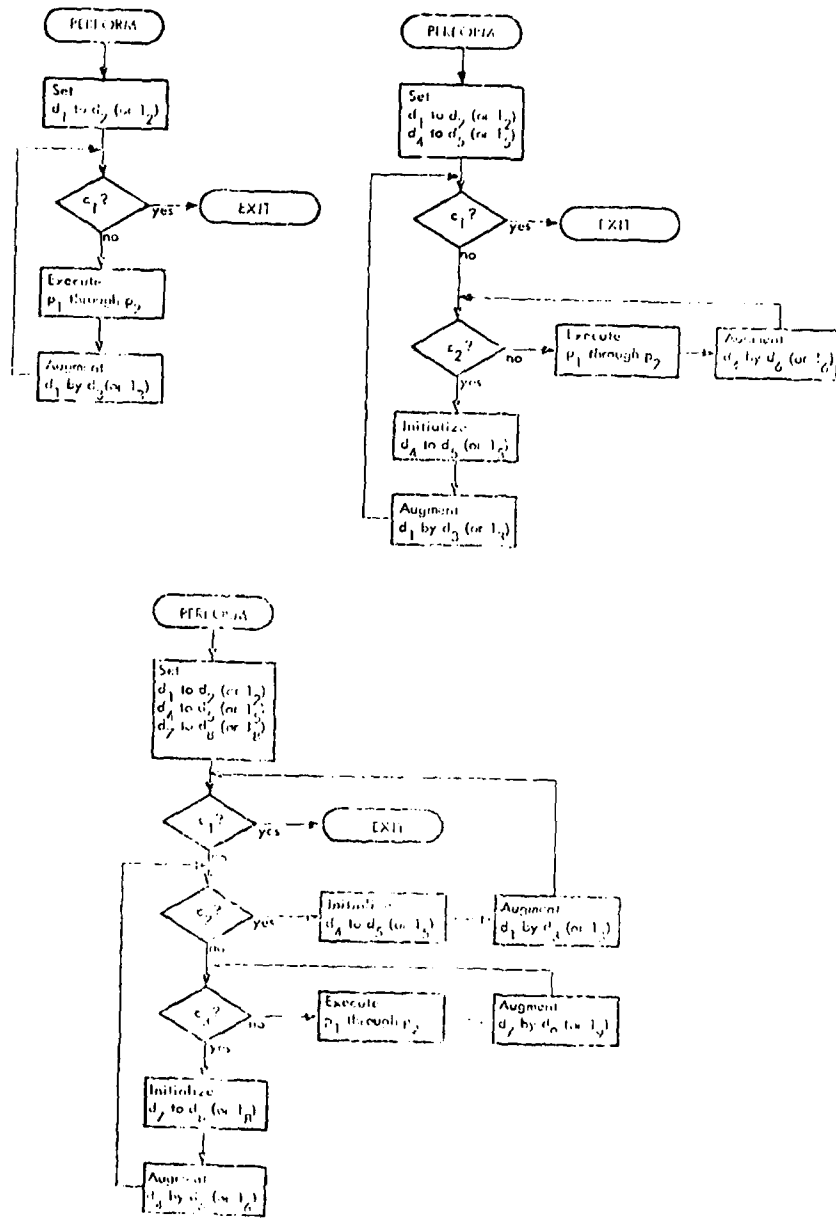 PERFORM
Set
d1 to d2 (or l2)
c1?
yes
EXIT
no
Execute
p1 through p2
Augment
d1 by d3 (or l3)
PERFORM
Set
d1 to d2 (or l2)
d4 to d5 (or l5)
c1?
yes
EXIT
no
c2?
no
Execute
p1 through p2
Augment
by d6 (or l6)
yes
Initialize
d4 to d5 (or l5)
Augment
d1 by d3 (or l3)
PERFORM
Set
d1 to d2 (or l2)
d4 to d5 (or l5)
d7 to d8 (or l8)
c1?
yes
EXIT
no
c2?
yes
Initialize
d4 to d5 (or l5)
Augment
d1 by d3 (or l3)
no
c3?
no
Execute
p1 through p2
Augment
d7 by d9 (or l9)
yes
Initialize
d7 to d8 (or l8)
Augment
by (or l6)